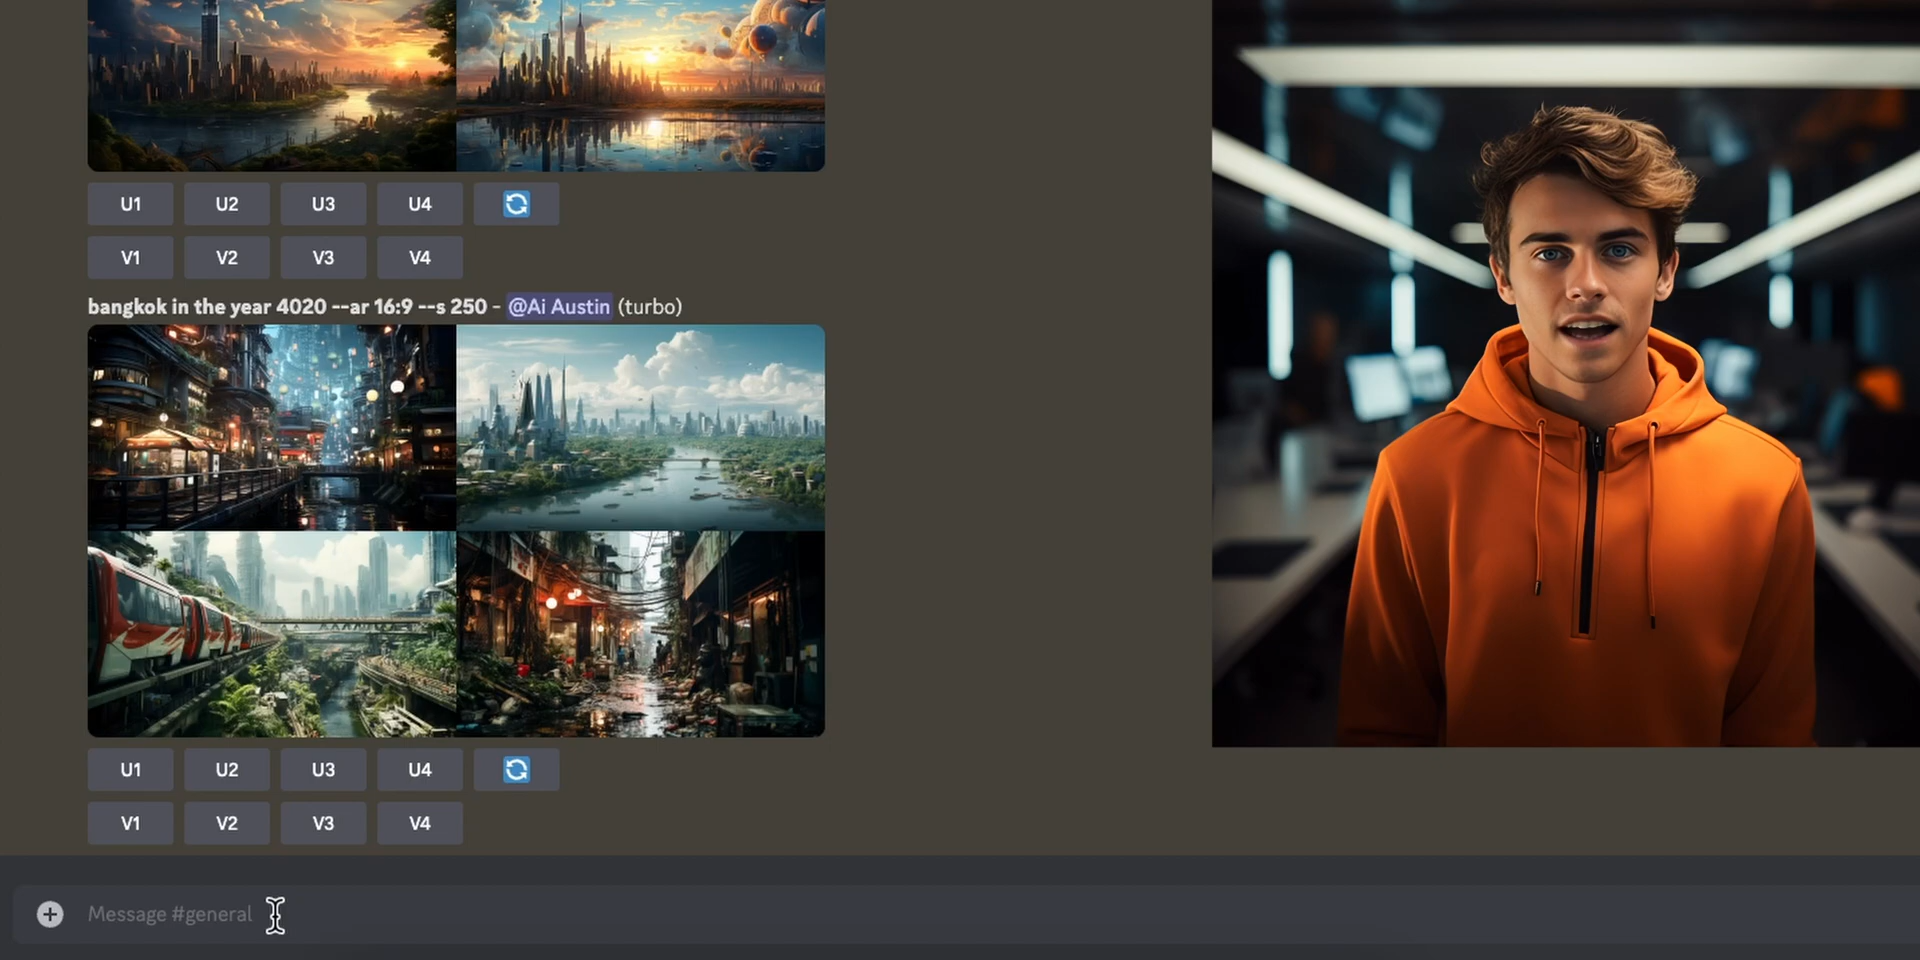 U1 U2 U3 U4
V1 V2 V3 V4
bangkok in the year 4020 --ar 16:9 --s 250 - @Ai Austin (turbo)
U1 U2 U3 U4
V1 V2 V3 V4
Message #general